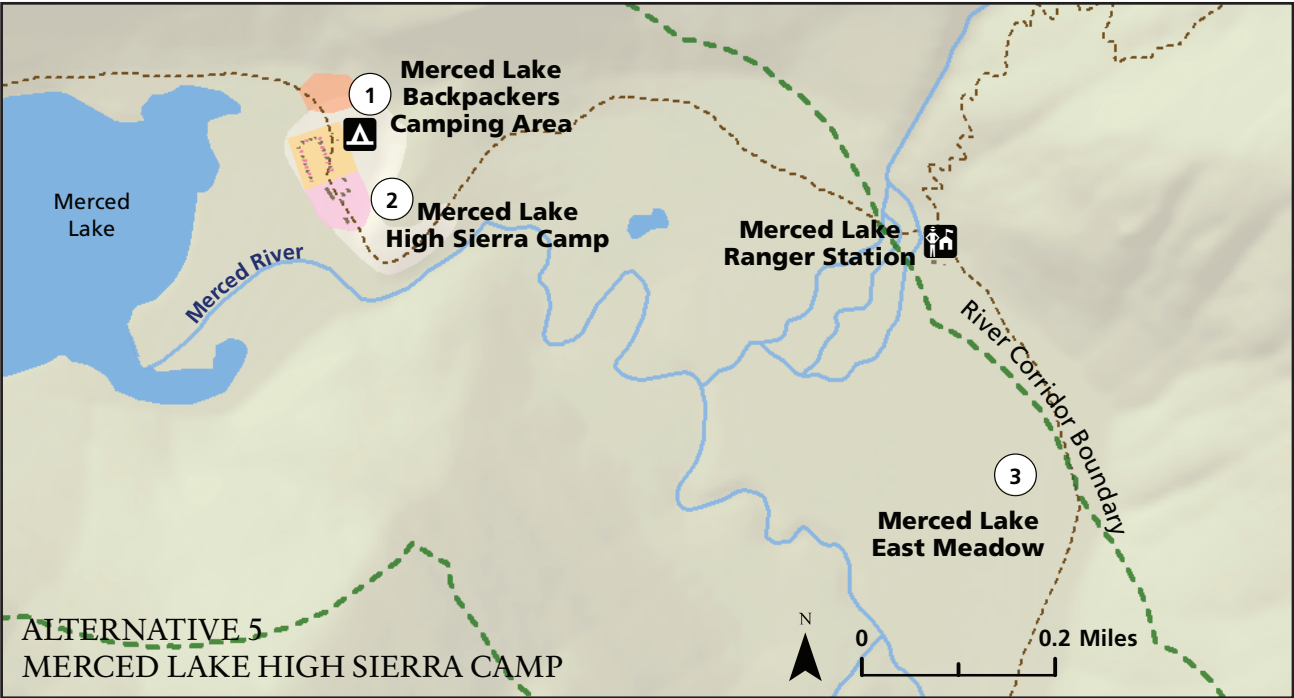 1
Merced Lake
Backpackers
Camping Area
Merced
Lake
2
Merced Lake
High Sierra Camp
Merced River
Merced Lake
Ranger Station
River Corridor Boundary
3
Merced Lake
East Meadow
ALTERNATIVE 5
MERCED LAKE HIGH SIERRA CAMP
N
0
0.2 Miles